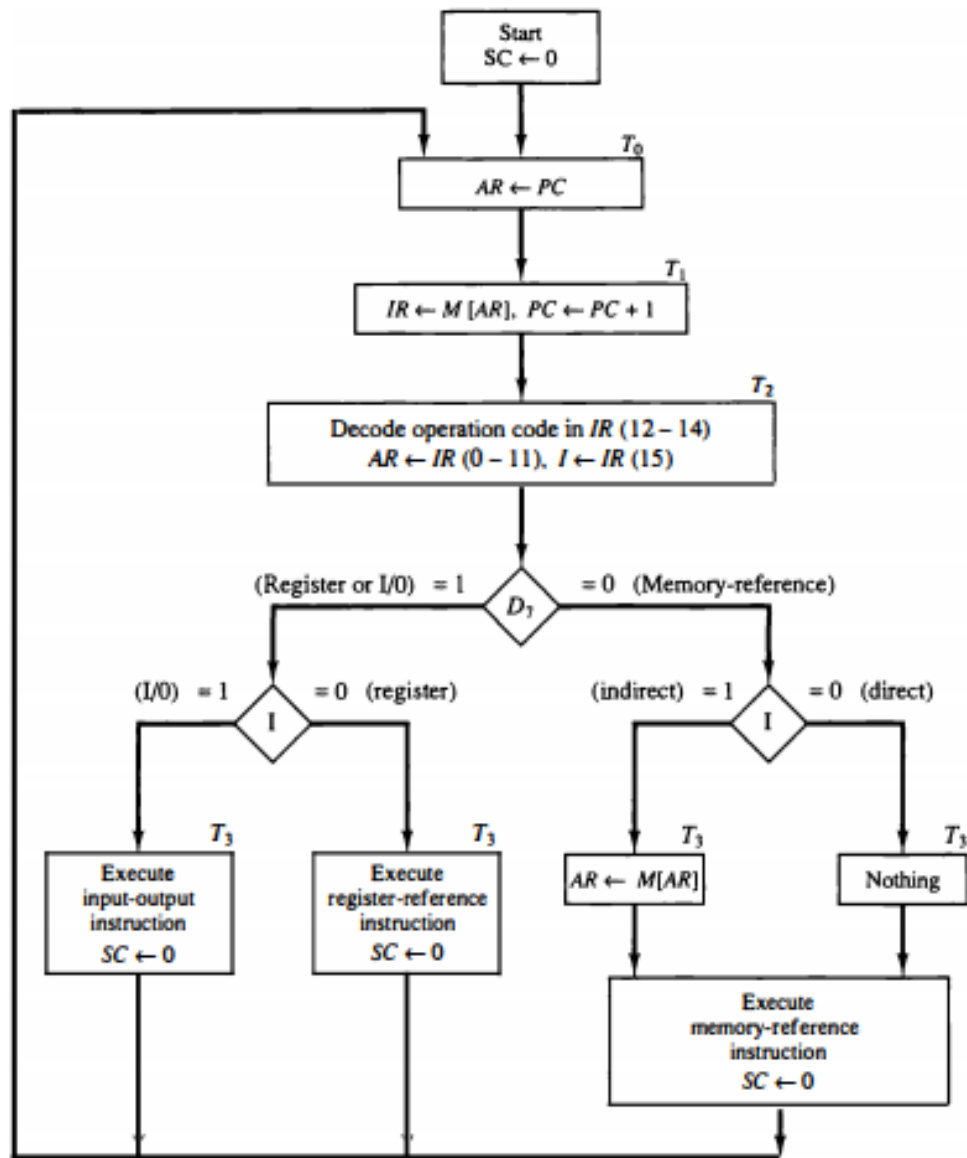 Start
SC ← 0
T₀
AR ← PC
T₁
IR ← M [AR], PC ← PC + 1
T₂
Decode operation code in IR (12 – 14)
AR ← IR (0 – 11), I ← IR (15)
(Register or I/0) = 1
= 0 (Memory-reference)
D₇
(I/0) = 1
= 0 (register)
(indirect) = 1
= 0 (direct)
I
I
T₃
T₃
T₃
T₃
Execute
input-output
instruction
SC ← 0
Execute
register-reference
instruction
SC ← 0
AR ← M[AR]
Nothing
Execute
memory-reference
instruction
SC ← 0